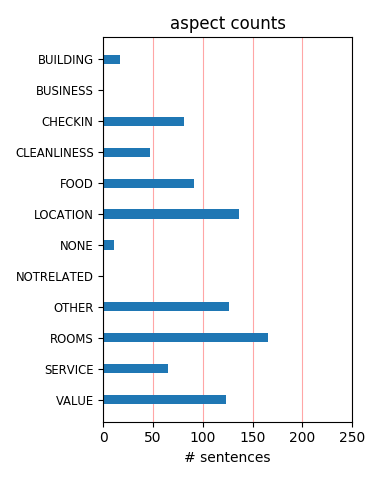 aspect counts
BUILDING
BUSINESS
CHECKIN
CLEANLINESS
FOOD
LOCATION
NONE
NOTRELATED
OTHER
ROOMS
SERVICE
VALUE
0 50 100 150 200 250
# sentences